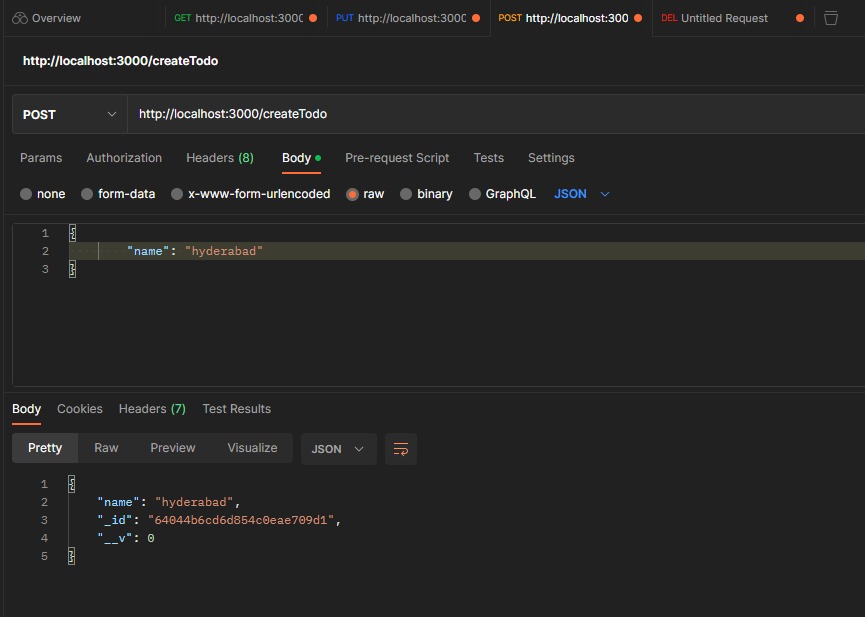 Overview GET http://localhost:3000 PUT http://localhost:3000 POST http://localhost:300 DEL Untitled Request
http://localhost:3000/createTodo
POST http://localhost:3000/createTodo
Params Authorization Headers (8) Body Pre-request Script Tests Settings
none form-data x-www-form-urlencoded raw binary GraphQL JSON
1 {
2 "name": "hyderabad"
3 }
Body Cookies Headers (7) Test Results
Pretty Raw Preview Visualize JSON
1 {
2 "name": "hyderabad",
3 "_id": "64044b6cd6d854c0eae709d1",
4 "__v": 0
5 }